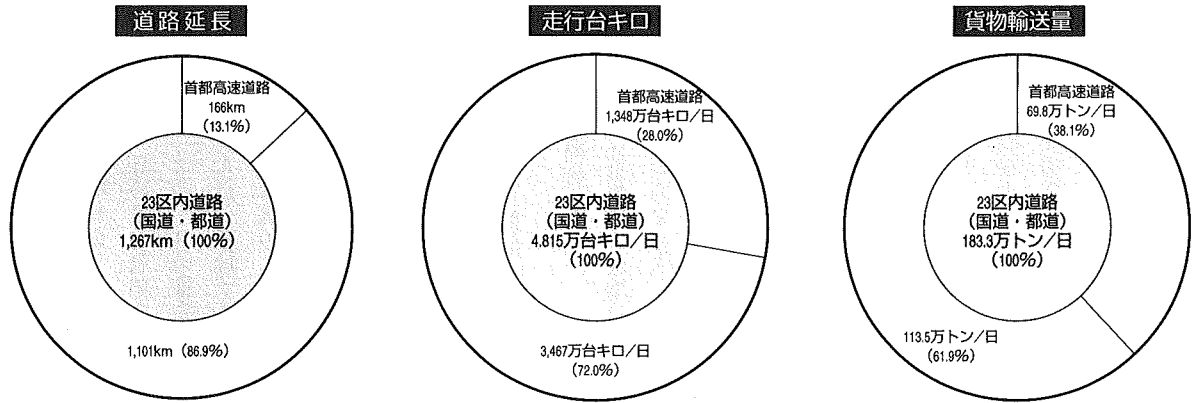 道路延長
首都高速道路
166km
(13.1%)
23区内道路
(国道・都道)
1,267km (100%)
1,101km (86.9%)
走行台キロ
首都高速道路
1,348万台キロ/日
(28.0%)
23区内道路
(国道・都道)
4.815万台キロ/日
(100%)
3,467万台キロ/日
(72.0%)
貨物輸送量
首都高速道路
69.8万トン/日
(38.1%)
23区内道路
(国道・都道)
183.3万トン/日
(100%)
113.5万トン/日
(61.9%)